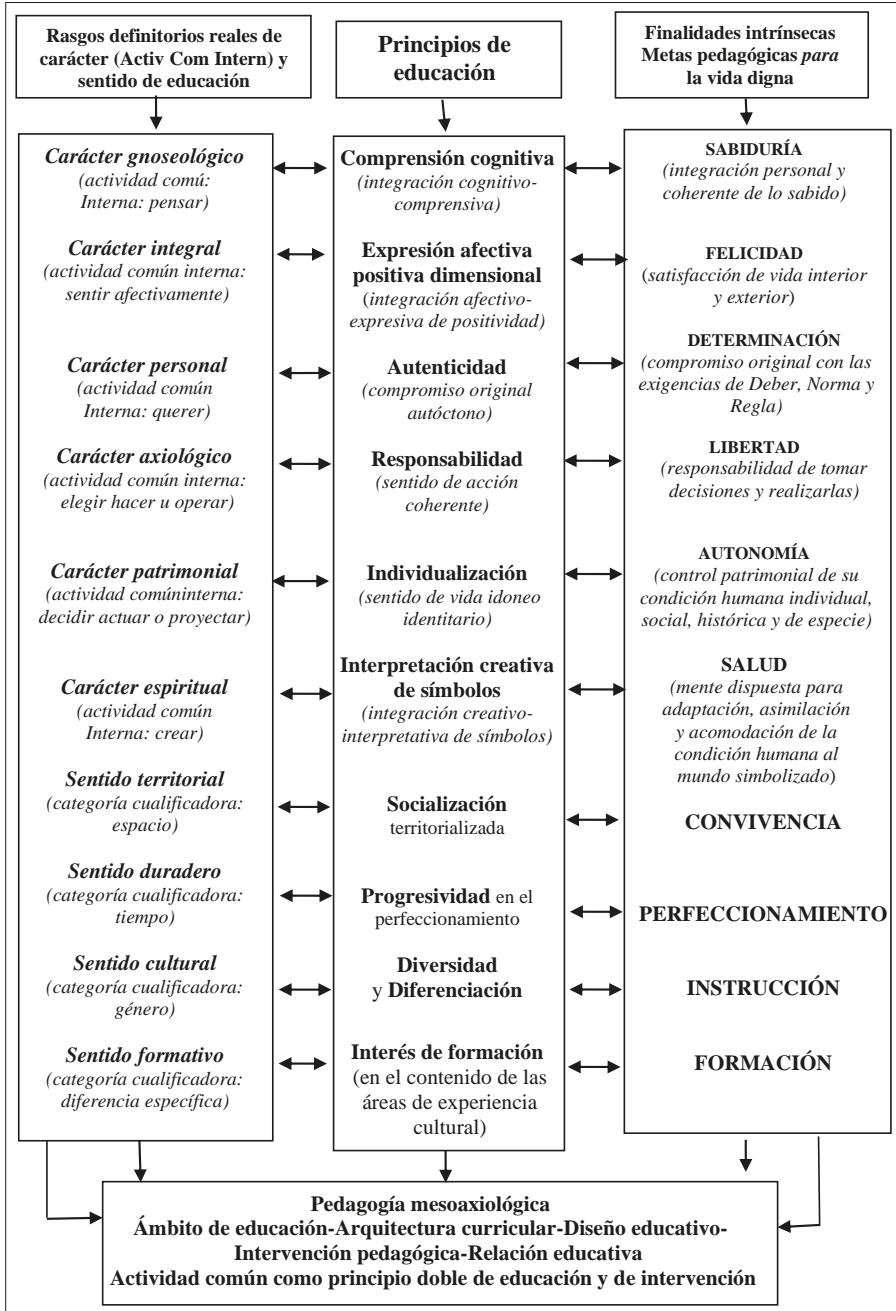 Rasgos definitorios reales de
carácter (Activ Com Intern) y
sentido de educación
Principios de
educación
Finalidades intrínsecas
Metas pedagógicas para
la vida digna
Carácter gnoseológico
(actividad comú:
Interna: pensar)
Carácter integral
(actividad común interna:
sentir afectivamente)
Carácter personal
(actividad común
Interna: querer)
Carácter axiológico
(actividad común interna:
elegir hacer u operar)
Carácter patrimonial
(actividad comúninterna:
decidir actuar o proyectar)
Carácter espiritual
(actividad común
Interna: crear)
Sentido territorial
(categoría cualificadora:
espacio)
Sentido duradero
(categoría cualificadora:
tiempo)
Sentido cultural
(categoría cualificadora:
género)
Sentido formativo
(categoría cualificadora:
diferencia específica)
Comprensión cognitiva
(integración cognitivo-
comprensiva)
Expresión afectiva
positiva dimensional
(integración afectivo-
expresiva de positividad)
Autenticidad
(compromiso original
autóctono)
Responsabilidad
(sentido de acción
coherente)
Individualización
(sentido de vida idoneo
identitario)
Interpretación creativa
de símbolos
(integración creativo-
interpretativa de símbolos)
Socialización
territorializada
Progresividad en el
perfeccionamiento
Diversidad
y Diferenciación
Interés de formación
(en el contenido de las
áreas de experiencia
cultural)
SABIDURÍA
(integración personal y
coherente de lo sabido)
FELICIDAD
(satisfacción de vida interior
y exterior)
DETERMINACIÓN
(compromiso original con las
exigencias de Deber, Norma y
Regla)
LIBERTAD
(responsabilidad de tomar
decisiones y realizarlas)
AUTONOMÍA
(control patrimonial de su
condición humana individual,
social, histórica y de especie)
SALUD
(mente dispuesta para
adaptación, asimilación
y acomodación de la
condición humana al
mundo simbolizado)
CONVIVENCIA
PERFECCIONAMIENTO
INSTRUCCIÓN
FORMACIÓN
Pedagogía mesoaxiológica
Ámbito de educación-Arquitectura curricular-Diseño educativo-
Intervención pedagógica-Relación educativa
Actividad común como principio doble de educación y de intervención